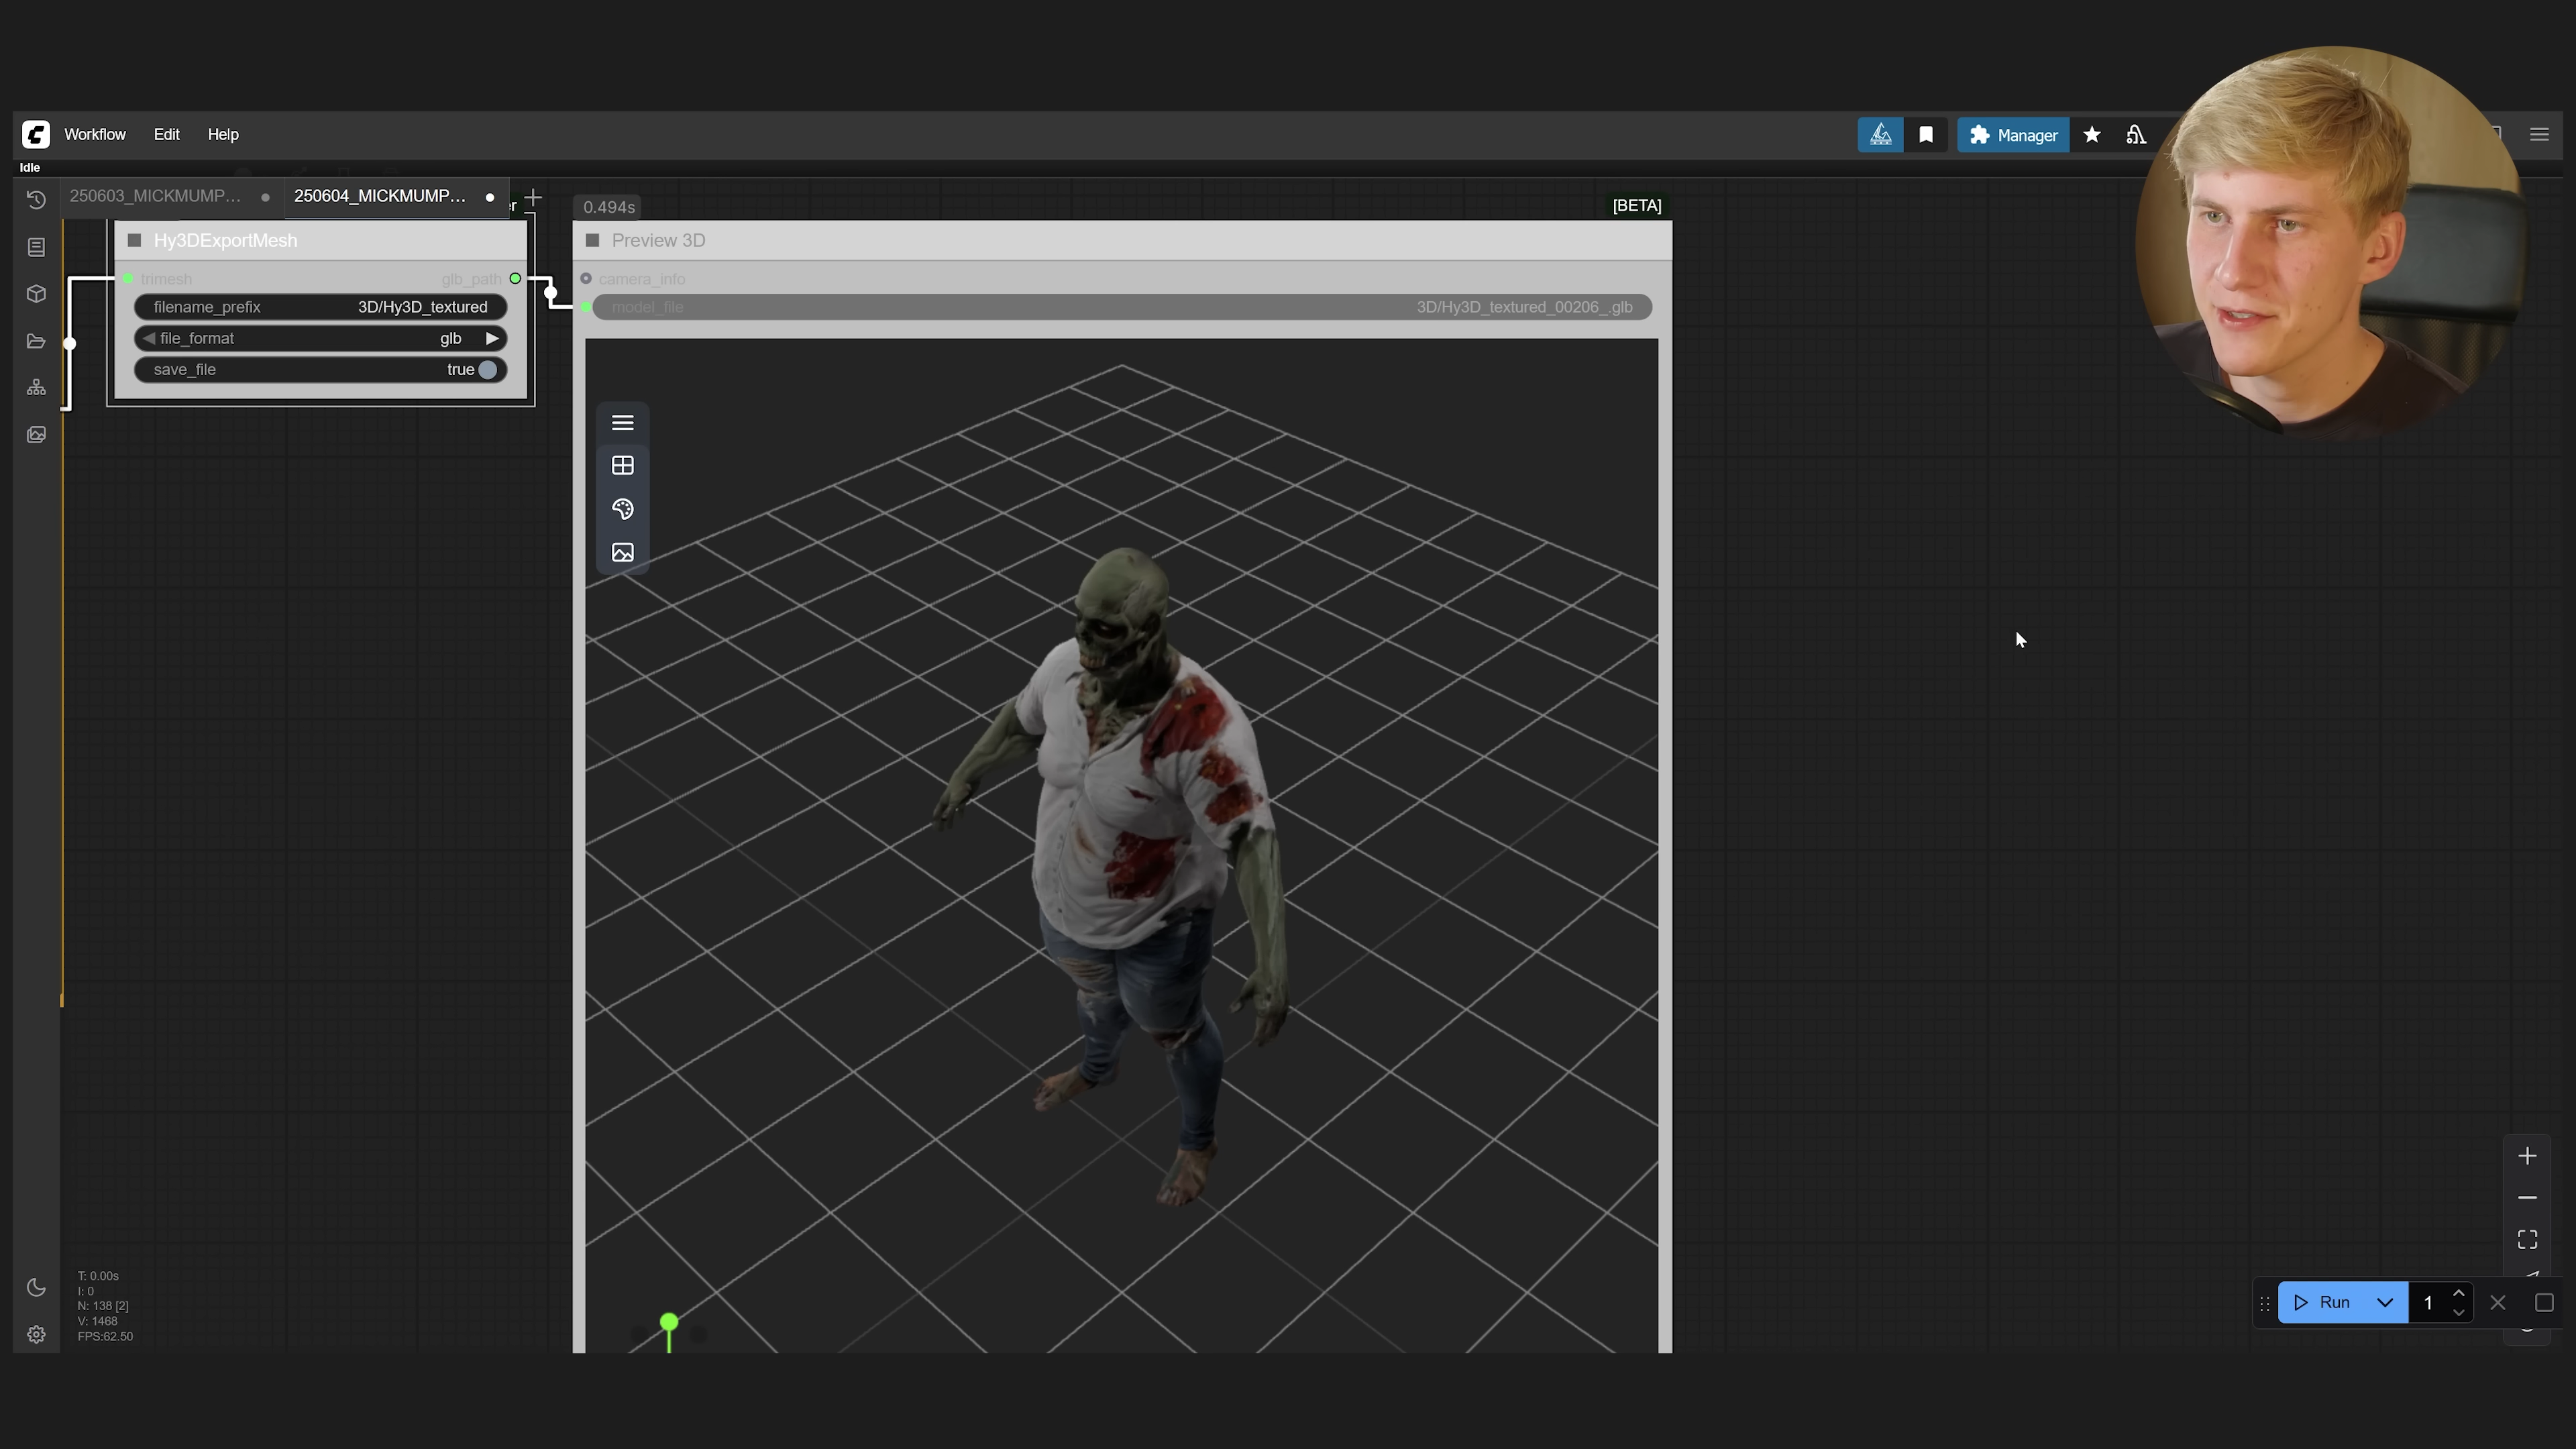 Workflow Edit Help
Manager
Idle
250603_MICKMUMP...
250604_MICKMUMP...
er
0.494s
[BETA]
Hy3DExportMesh
Preview 3D
trimesh
glb_path
camera_info
filename_prefix 3D/Hy3D_textured
model_file 3D/Hy3D_textured_00206_.glb
file_format glb
save_file true
T: 0.00s
I: 0
N: 138 [2]
V: 1468
FPS:62.50
Run
1